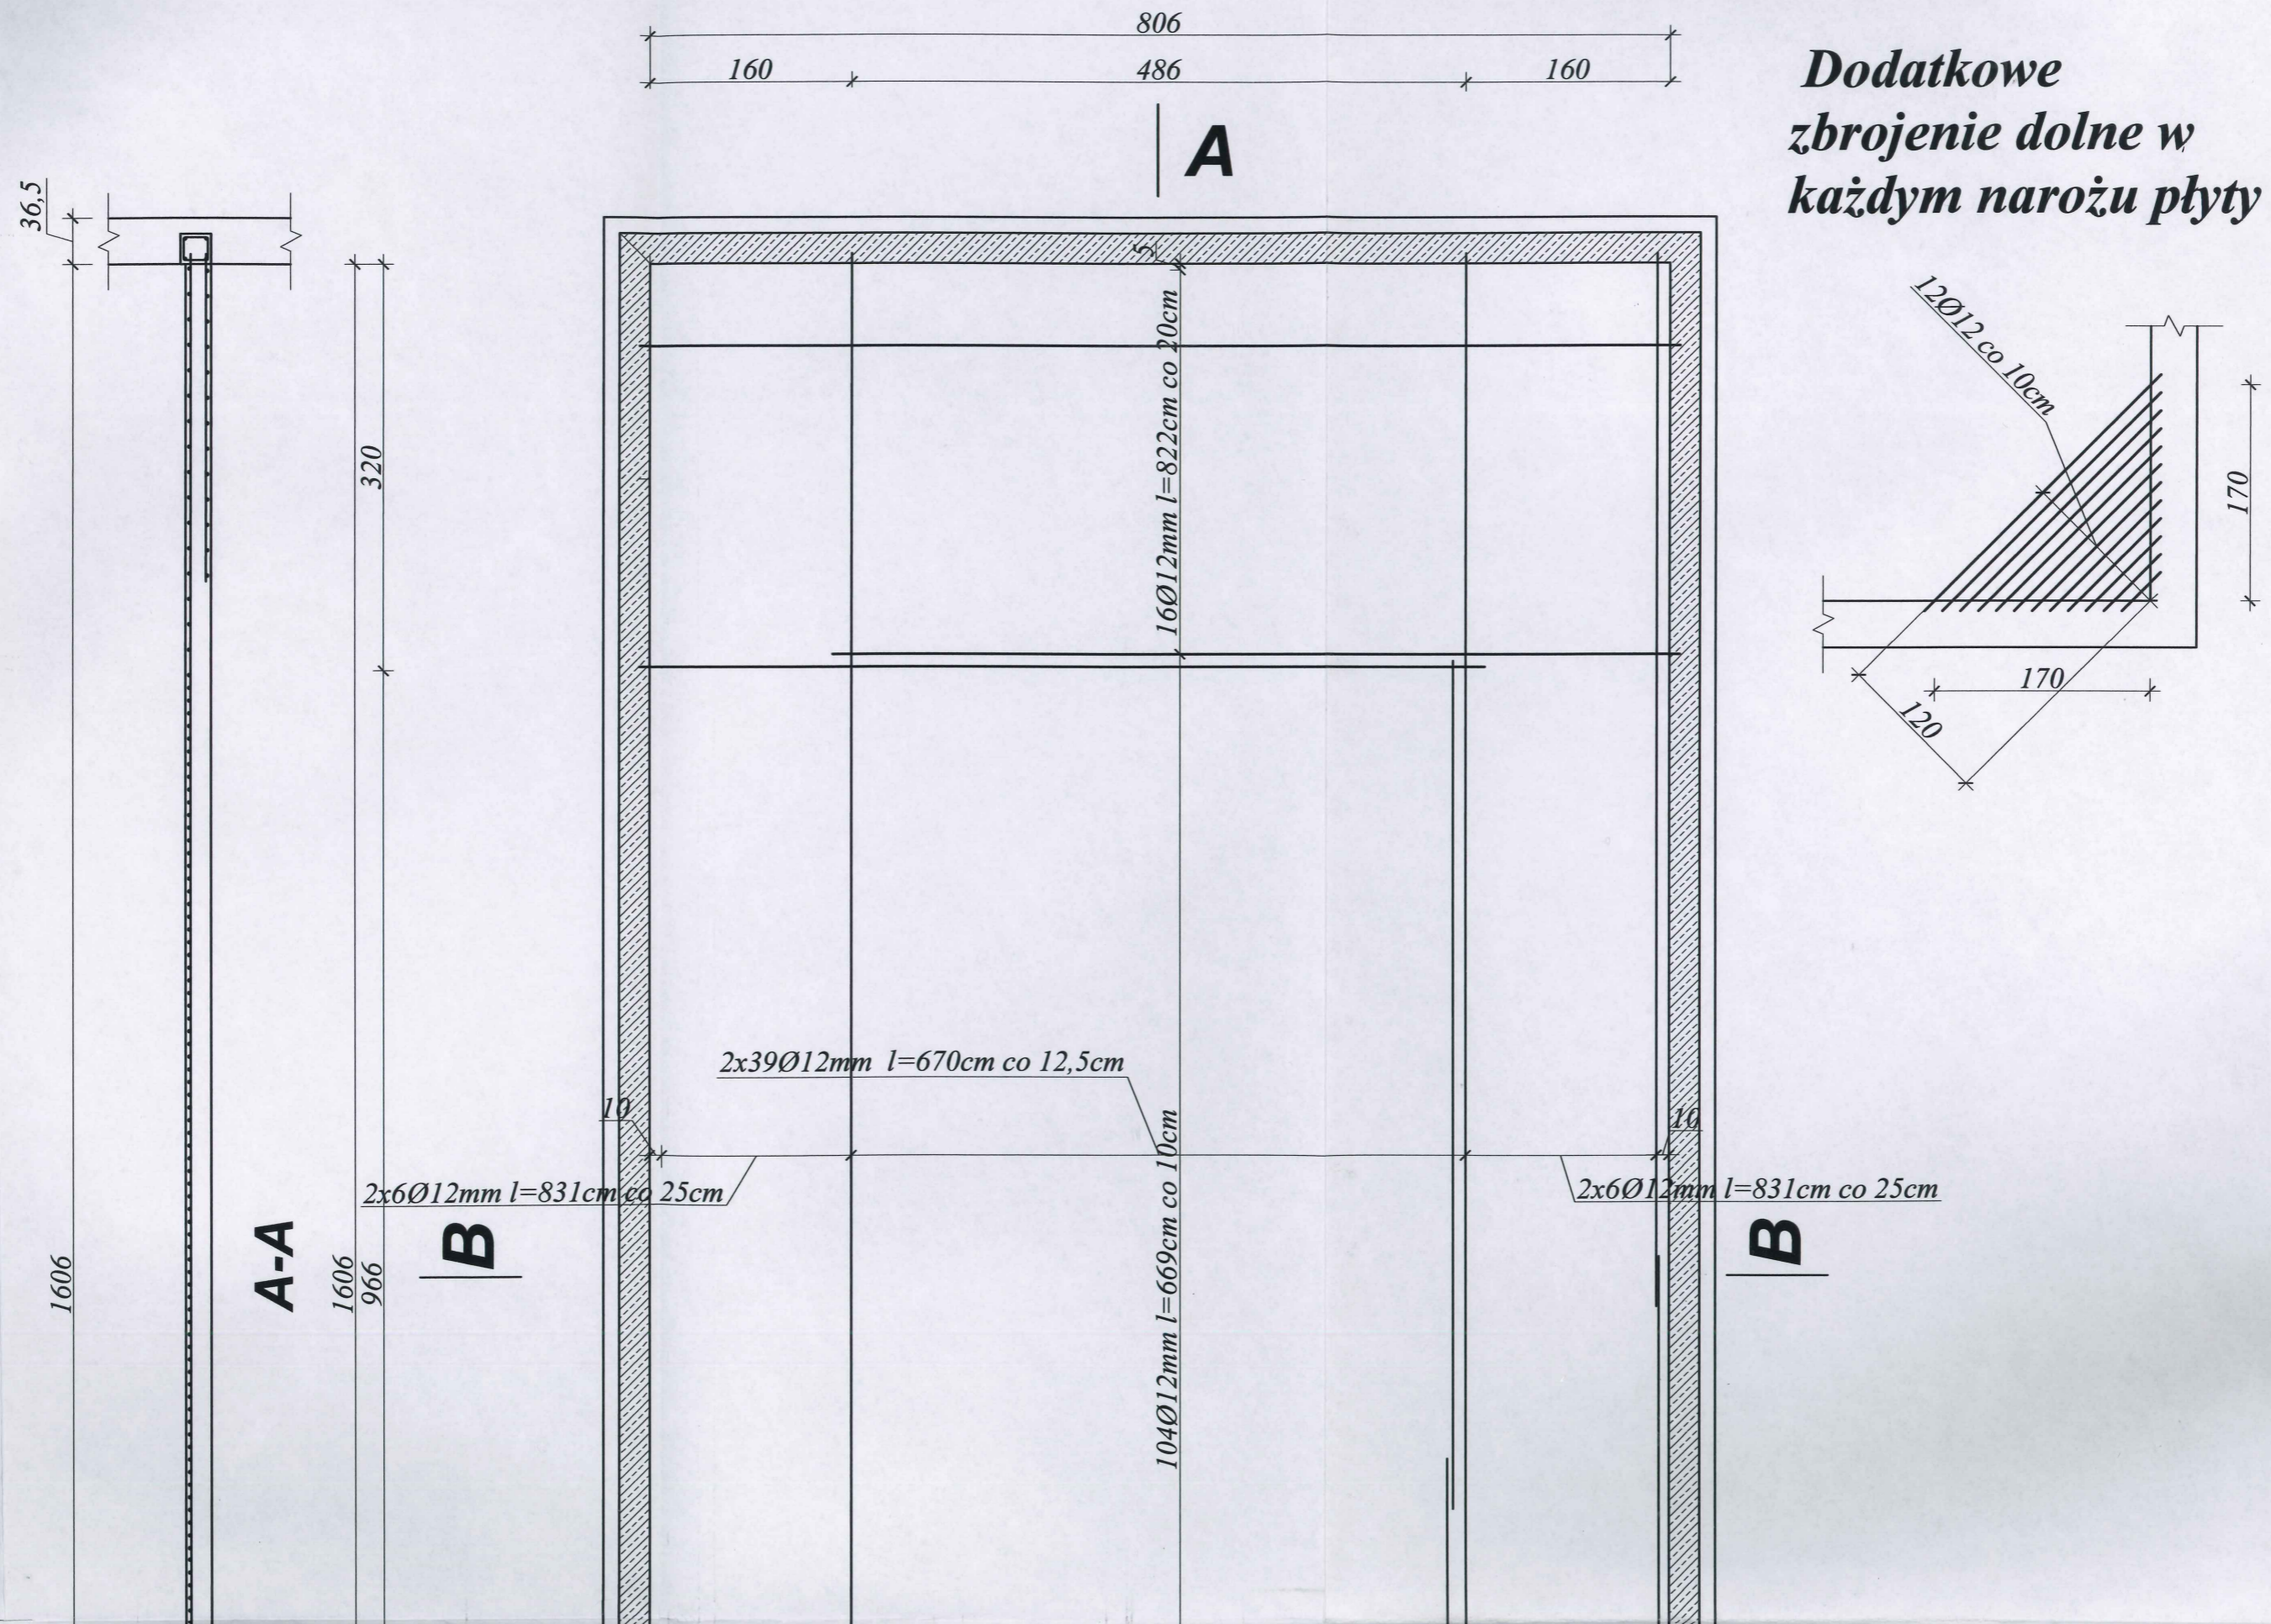 806
160
486
160
A
Dodatkowe
zbrojenie dolne w
każdym narożu płyty
36,5
5
320
16Ø12mm l=822cm co 20cm
12Ø12 co 10cm
170
170
120
2x39Ø12mm l=670cm co 12,5cm
10
10
2x6Ø12mm l=831cm co 25cm
2x6Ø12mm l=831cm co 25cm
104Ø12mm l=669cm co 10cm
1606
A-A
1606
966
B
B